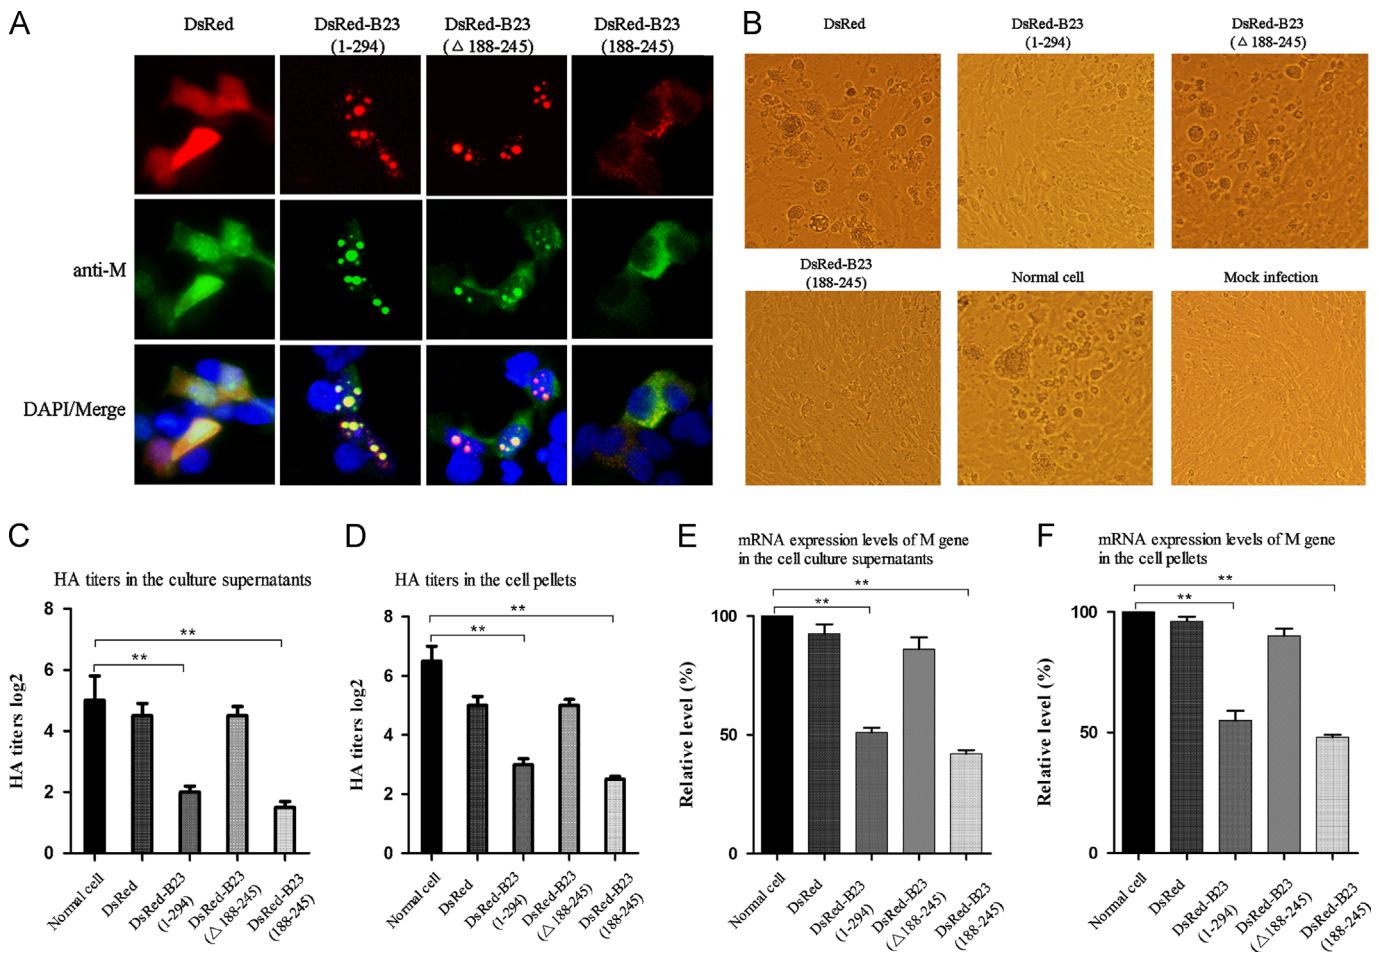 A
DsRed
DsRed-B23
(1-294)
DsRed-B23
(△188-245)
DsRed-B23
(188-245)
anti-M
DAPI/Merge
B
DsRed
DsRed-B23
(1-294)
DsRed-B23
(△188-245)
DsRed-B23
(188-245)
Normal cell
Mock infection
C
HA titers in the culture supernatants
HA titers log2
8
6
4
2
0
**
**
Normal cell
DsRed
DsRed-B23
(1-294)
DsRed-B23
(△188-245)
DsRed-B23
(188-245)
D
HA titers in the cell pellets
HA titers log2
8
6
4
2
0
**
**
Normal cell
DsRed
DsRed-B23
(1-294)
DsRed-B23
(△188-245)
DsRed-B23
(188-245)
E
mRNA expression levels of M gene
in the cell culture supernatants
Relative level (%)
100
50
0
**
**
Normal cell
DsRed
DsRed-B23
(1-294)
DsRed-B23
(△188-245)
DsRed-B23
(188-245)
F
mRNA expression levels of M gene
in the cell pellets
Relative level (%)
100
50
0
**
**
Normal cell
DsRed
DsRed-B23
(1-294)
DsRed-B23
(△188-245)
DsRed-B23
(188-245)